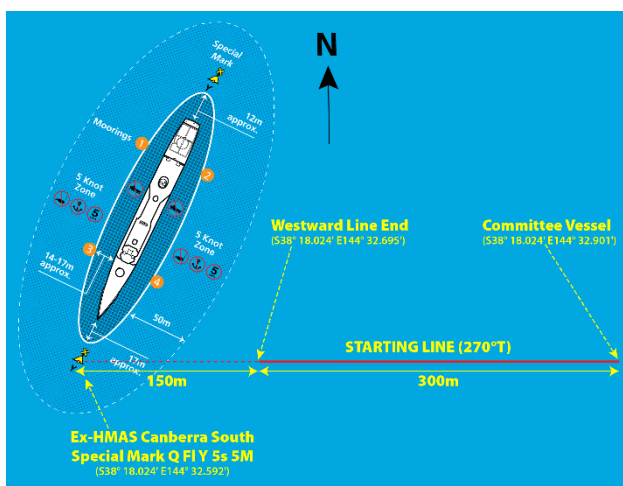 N
Special
Mark
12m
approx.
Moorings
1
2
5 Knot
Zone
5
5 Knot
Zone
5
3
4
14-17m
approx.
50m
17m
approx.
Westward Line End
(S38° 18.024' E144° 32.695')
Committee Vessel
(S38° 18.024' E144° 32.901')
STARTING LINE (270°T)
150m
300m
Ex-HMAS Canberra South
Special Mark Q Fl Y 5s 5M
(S38° 18.024' E144° 32.592')